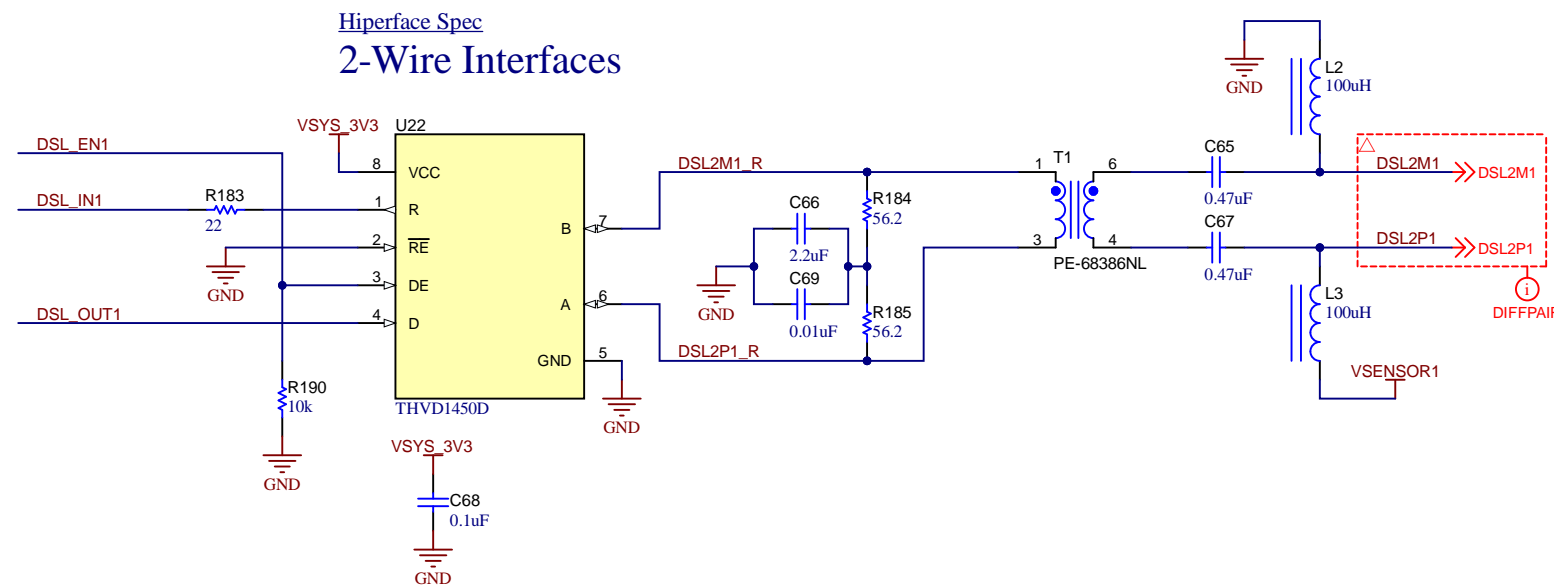 Hiperface Spec
2-Wire Interfaces
GND
L2
100uH
DSL_EN1
VSYS_3V3
U22
8
VCC
DSL2M1_R
1
T1
6
C65
0.47uF
DSL2M1
DSL2M1
DSL_IN1
R183
22
1
R
R184
56.2
2
RE
GND
B
7
C66
2.2uF
C69
0.01uF
GND
3
4
PE-68386NL
C67
0.47uF
DSL2P1
DSL2P1
3
DE
A
6
R185
56.2
L3
100uH
i
DIFFPAIR
DSL_OUT1
4
D
GND
5
DSL2P1_R
VSENSOR1
R190
10k
THVD1450D
GND
GND
VSYS_3V3
C68
0.1uF
GND